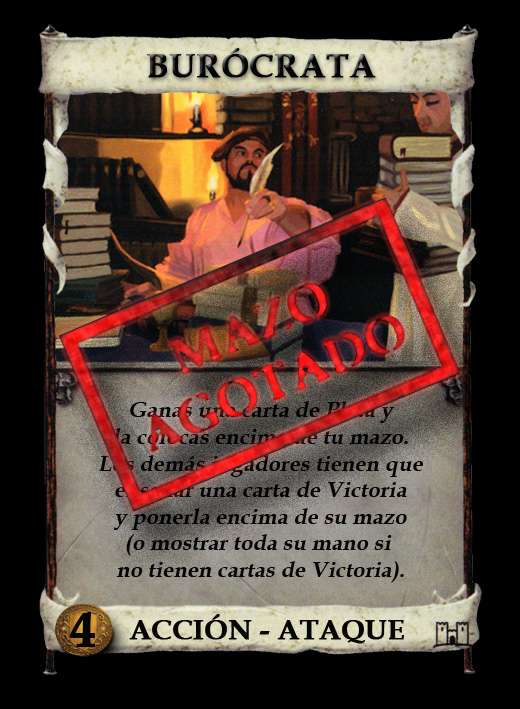 BURÓCRATA
MAZO
AGOTADO
Ganas una carta de Plata y
la colocas encima de tu mazo.
Los demás jugadores tienen que
enseñar una carta de Victoria
y ponerla encima de su mazo
(o mostrar toda su mano si
no tienen cartas de Victoria).
4 ACCIÓN - ATAQUE